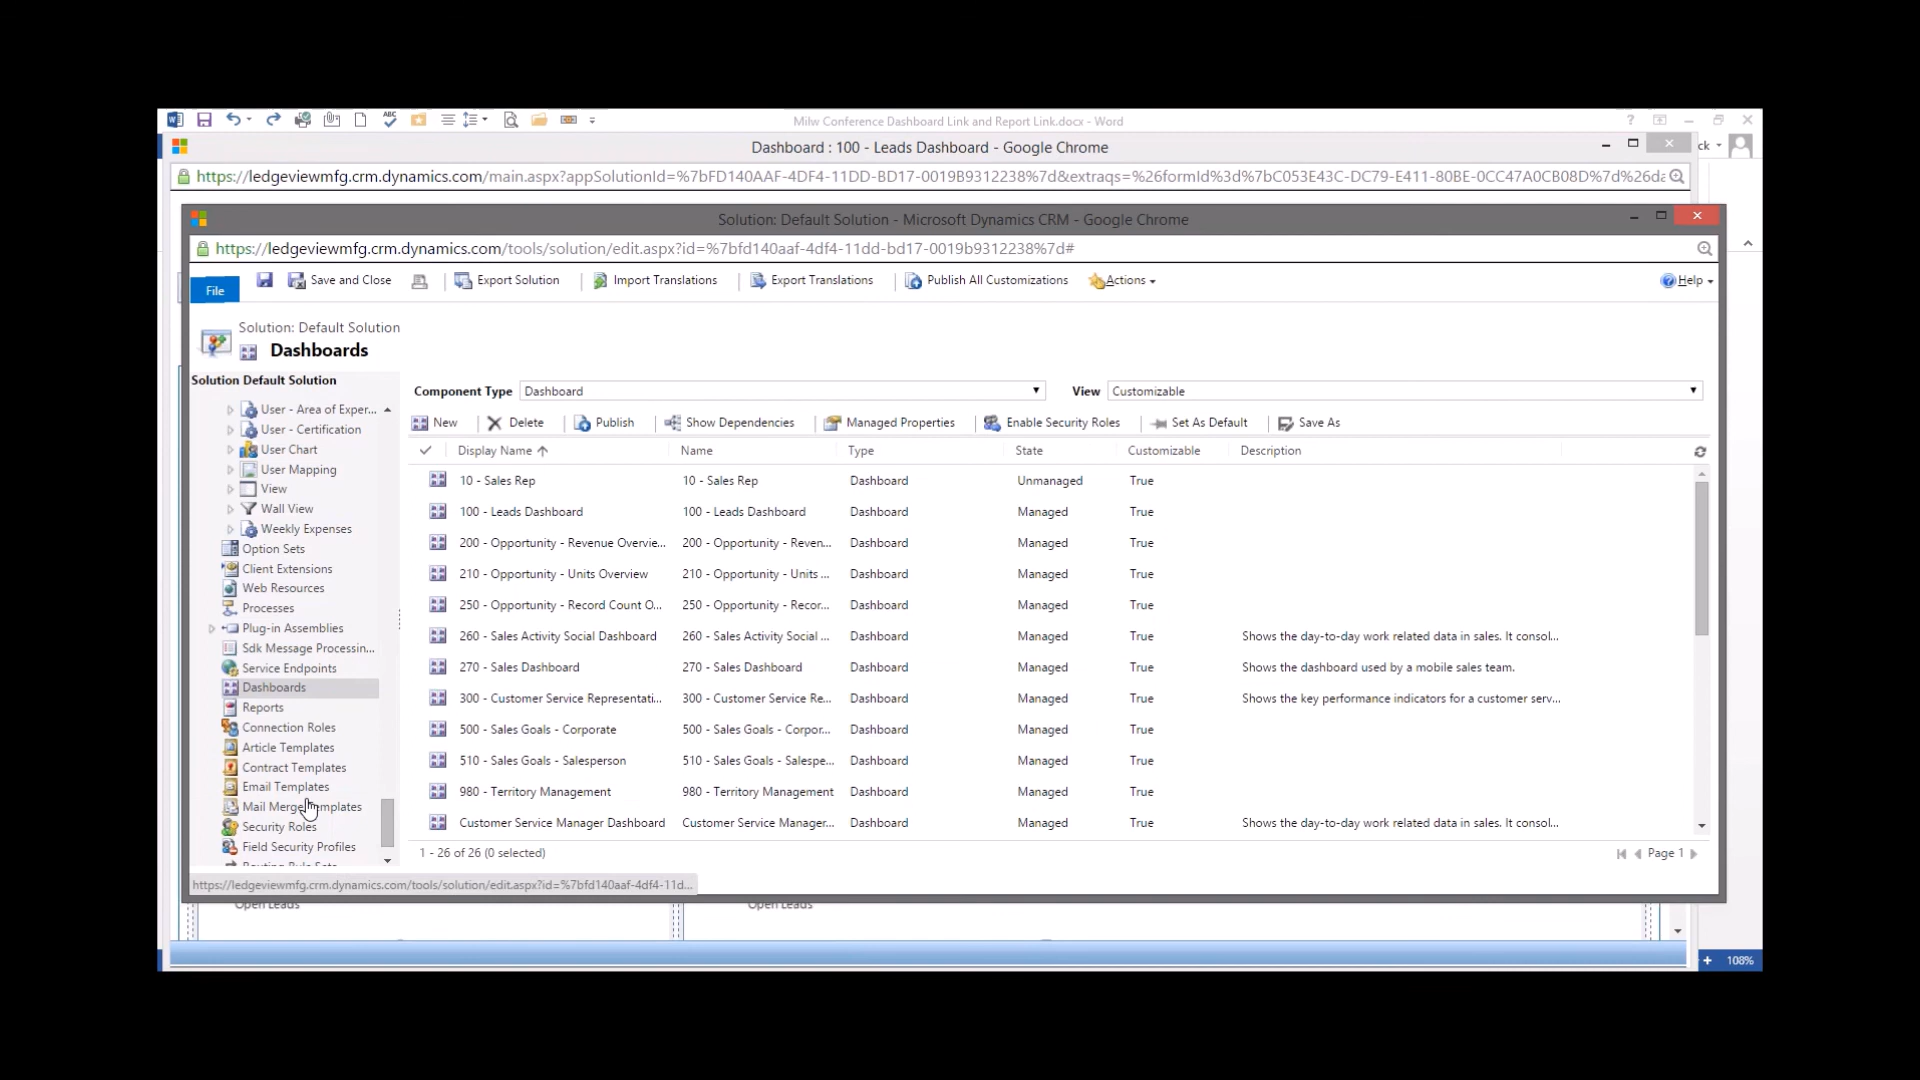 Milw Conference Dashboard Link and Report Link.docx - Word
?
Dashboard : 100 - Leads Dashboard - Google Chrome
ck
https://ledgeviewmfg.crm.dynamics.com/main.aspx?appSolutionId=%7bFD140AAF-4DF4-11DD-BD17-0019B9312238%7d&extraqs=%26formId%3d%7bC053E43C-DC79-E411-80BE-0CC47A0CB08D%7d%26da
Solution: Default Solution - Microsoft Dynamics CRM - Google Chrome
https://ledgeviewmfg.crm.dynamics.com/tools/solution/edit.aspx?id=%7bfd140aaf-4df4-11dd-bd17-0019b9312238%7d#
File Save and Close Export Solution Import Translations Export Translations Publish All Customizations Actions Help
Solution: Default Solution
Dashboards
Solution Default Solution
User - Area of Exper...
User - Certification
User Chart
User Mapping
View
Wall View
Weekly Expenses
Option Sets
Client Extensions
Web Resources
Processes
Plug-in Assemblies
Sdk Message Processin...
Service Endpoints
Dashboards
Reports
Connection Roles
Article Templates
Contract Templates
Email Templates
Mail Merge Templates
Security Roles
Field Security Profiles
Routing Rule Sets
Component Type Dashboard View Customizable
New Delete Publish Show Dependencies Managed Properties Enable Security Roles Set As Default Save As
Display Name Name Type State Customizable Description
10 - Sales Rep 10 - Sales Rep Dashboard Unmanaged True
100 - Leads Dashboard 100 - Leads Dashboard Dashboard Managed True
200 - Opportunity - Revenue Overvie... 200 - Opportunity - Reven... Dashboard Managed True
210 - Opportunity - Units Overview 210 - Opportunity - Units ... Dashboard Managed True
250 - Opportunity - Record Count O... 250 - Opportunity - Recor... Dashboard Managed True
260 - Sales Activity Social Dashboard 260 - Sales Activity Social ... Dashboard Managed True Shows the day-to-day work related data in sales. It consol...
270 - Sales Dashboard 270 - Sales Dashboard Dashboard Managed True Shows the dashboard used by a mobile sales team.
300 - Customer Service Representati... 300 - Customer Service Re... Dashboard Managed True Shows the key performance indicators for a customer serv...
500 - Sales Goals - Corporate 500 - Sales Goals - Corpor... Dashboard Managed True
510 - Sales Goals - Salesperson 510 - Sales Goals - Salespe... Dashboard Managed True
980 - Territory Management 980 - Territory Management Dashboard Managed True
Customer Service Manager Dashboard Customer Service Manager... Dashboard Managed True Shows the day-to-day work related data in sales. It consol...
1 - 26 of 26 (0 selected) Page 1
https://ledgeviewmfg.crm.dynamics.com/tools/solution/edit.aspx?id=%7bfd140aaf-4df4-11d...
Open Leads Open Leads
+ 108%